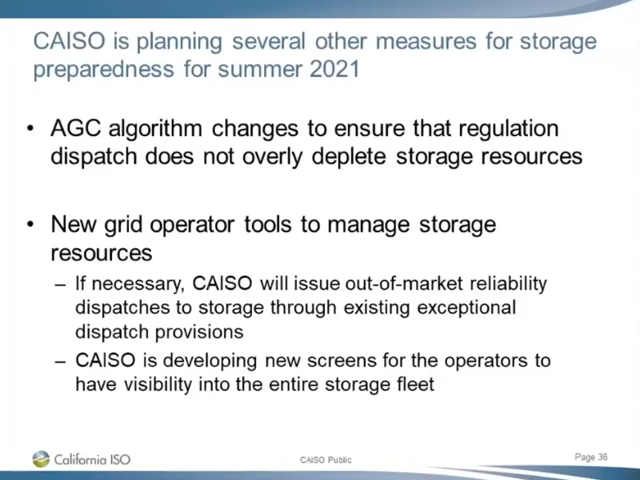 CAISO is planning several other measures for storage
preparedness for summer 2021
• AGC algorithm changes to ensure that regulation
dispatch does not overly deplete storage resources
• New grid operator tools to manage storage
resources
– If necessary, CAISO will issue out-of-market reliability
dispatches to storage through existing exceptional
dispatch provisions
– CAISO is developing new screens for the operators to
have visibility into the entire storage fleet
California ISO
CAISO Public
Page 36